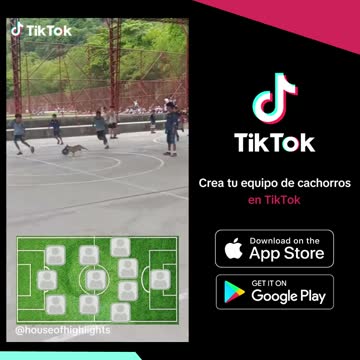 TikTok
TikTok
Crea tu equipo de cachorros
en TikTok
Download on the
App Store
GET IT ON
Google Play
@houseofhighlights